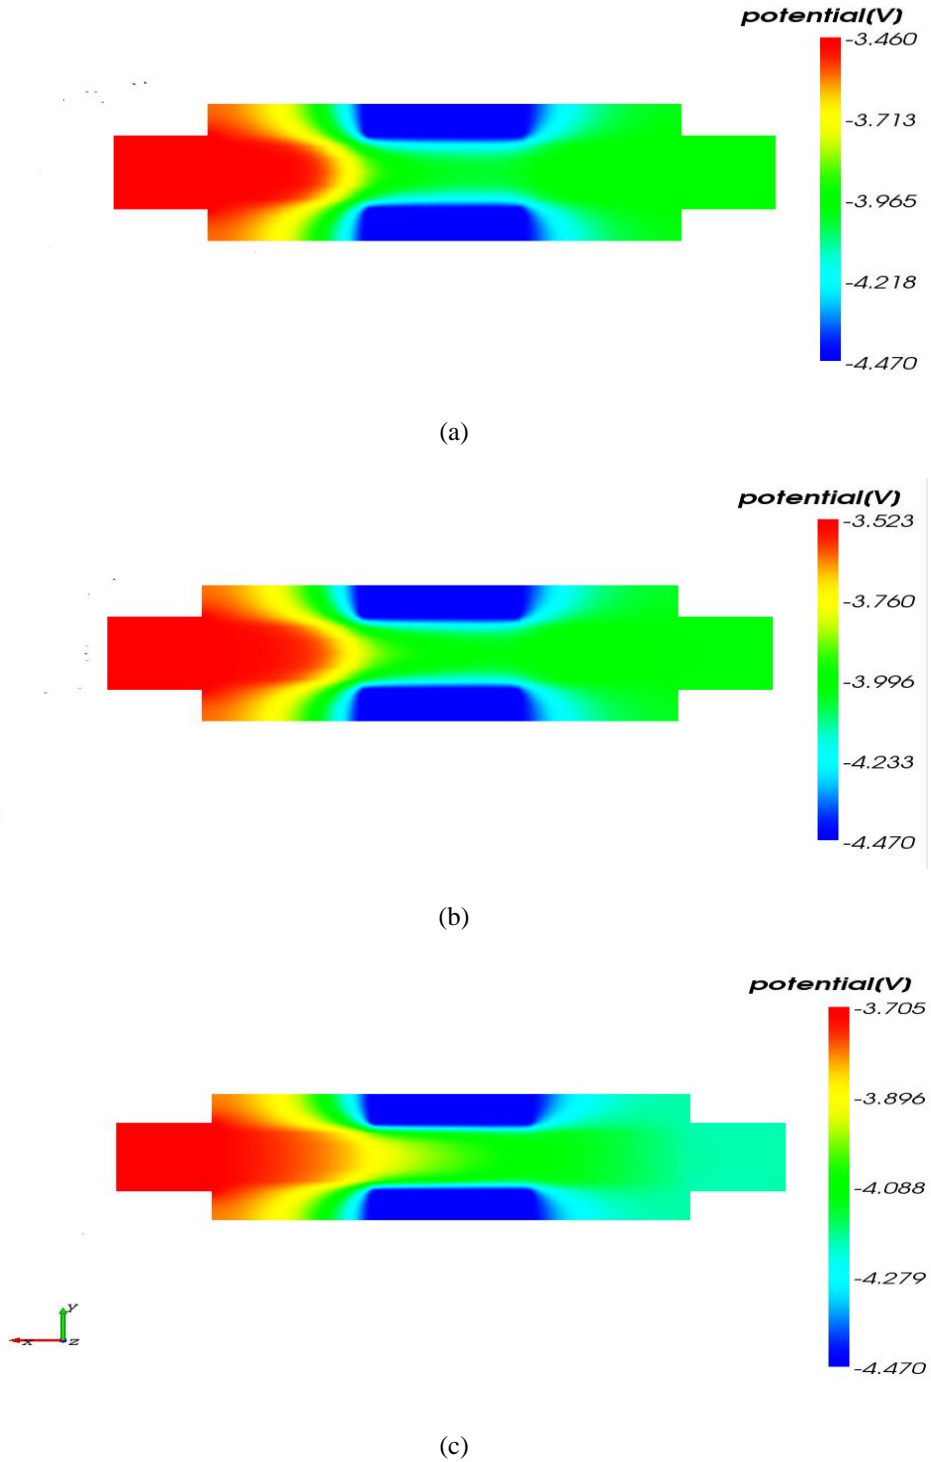 potential(V)
-3.460
-3.713
-3.965
-4.218
-4.470
(a)
potential(V)
-3.523
-3.760
-3.996
-4.233
-4.470
(b)
potential(V)
-3.705
-3.896
-4.088
-4.279
-4.470
y
x z
(c)